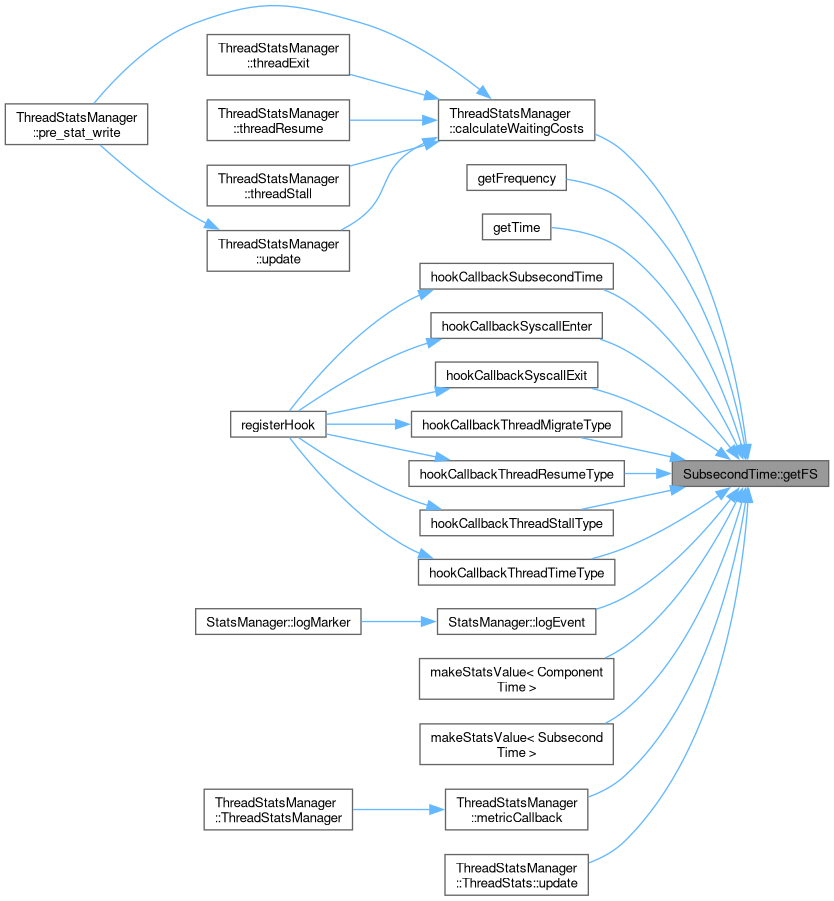 ThreadStatsManager
::pre_stat_write
ThreadStatsManager
::threadExit
ThreadStatsManager
::threadResume
ThreadStatsManager
::threadStall
ThreadStatsManager
::update
ThreadStatsManager
::calculateWaitingCosts
getFrequency
getTime
hookCallbackSubsecondTime
hookCallbackSyscallEnter
hookCallbackSyscallExit
registerHook
hookCallbackThreadMigrateType
hookCallbackThreadResumeType
SubsecondTime::getFS
hookCallbackThreadStallType
hookCallbackThreadTimeType
StatsManager::logMarker
StatsManager::logEvent
makeStatsValue< Component
Time >
makeStatsValue< Subsecond
Time >
ThreadStatsManager
::ThreadStatsManager
ThreadStatsManager
::metricCallback
ThreadStatsManager
::ThreadStats::update